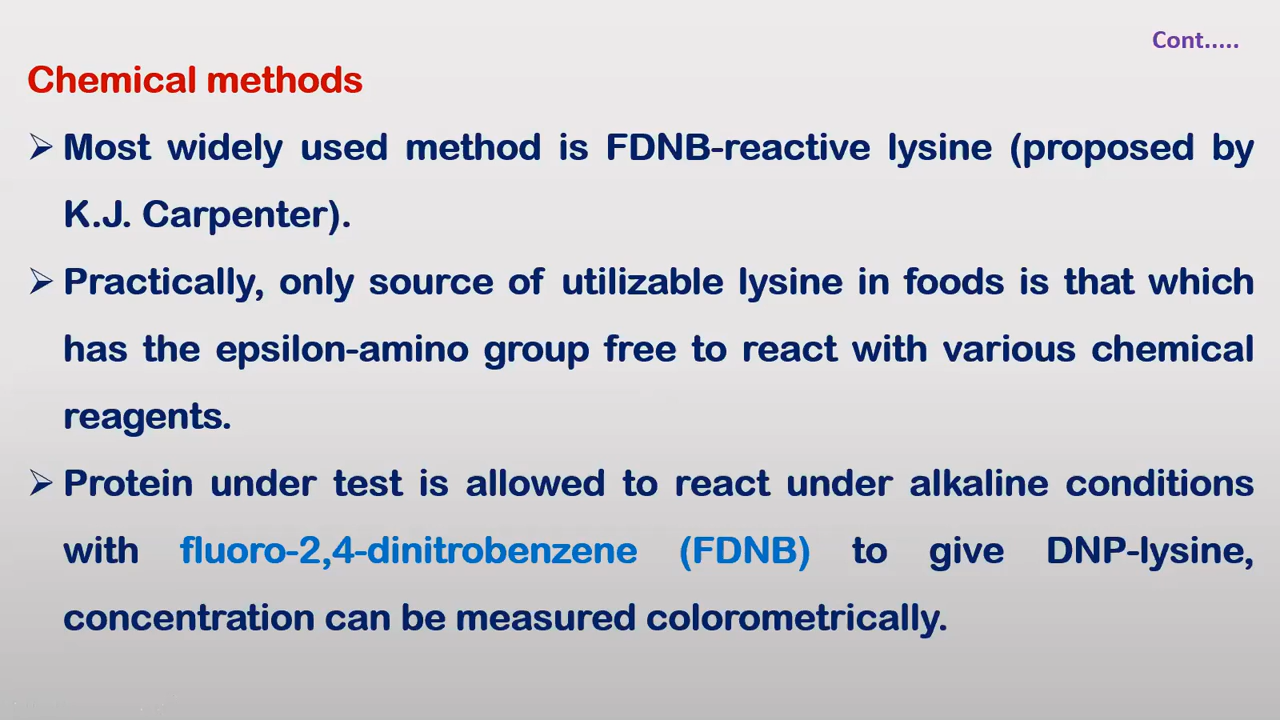 Cont.....
Chemical methods
➢ Most widely used method is FDNB-reactive lysine (proposed by
K.J. Carpenter).
➢ Practically, only source of utilizable lysine in foods is that which
has the epsilon-amino group free to react with various chemical
reagents.
➢ Protein under test is allowed to react under alkaline conditions
with fluoro-2,4-dinitrobenzene (FDNB) to give DNP-lysine,
concentration can be measured colorometrically.